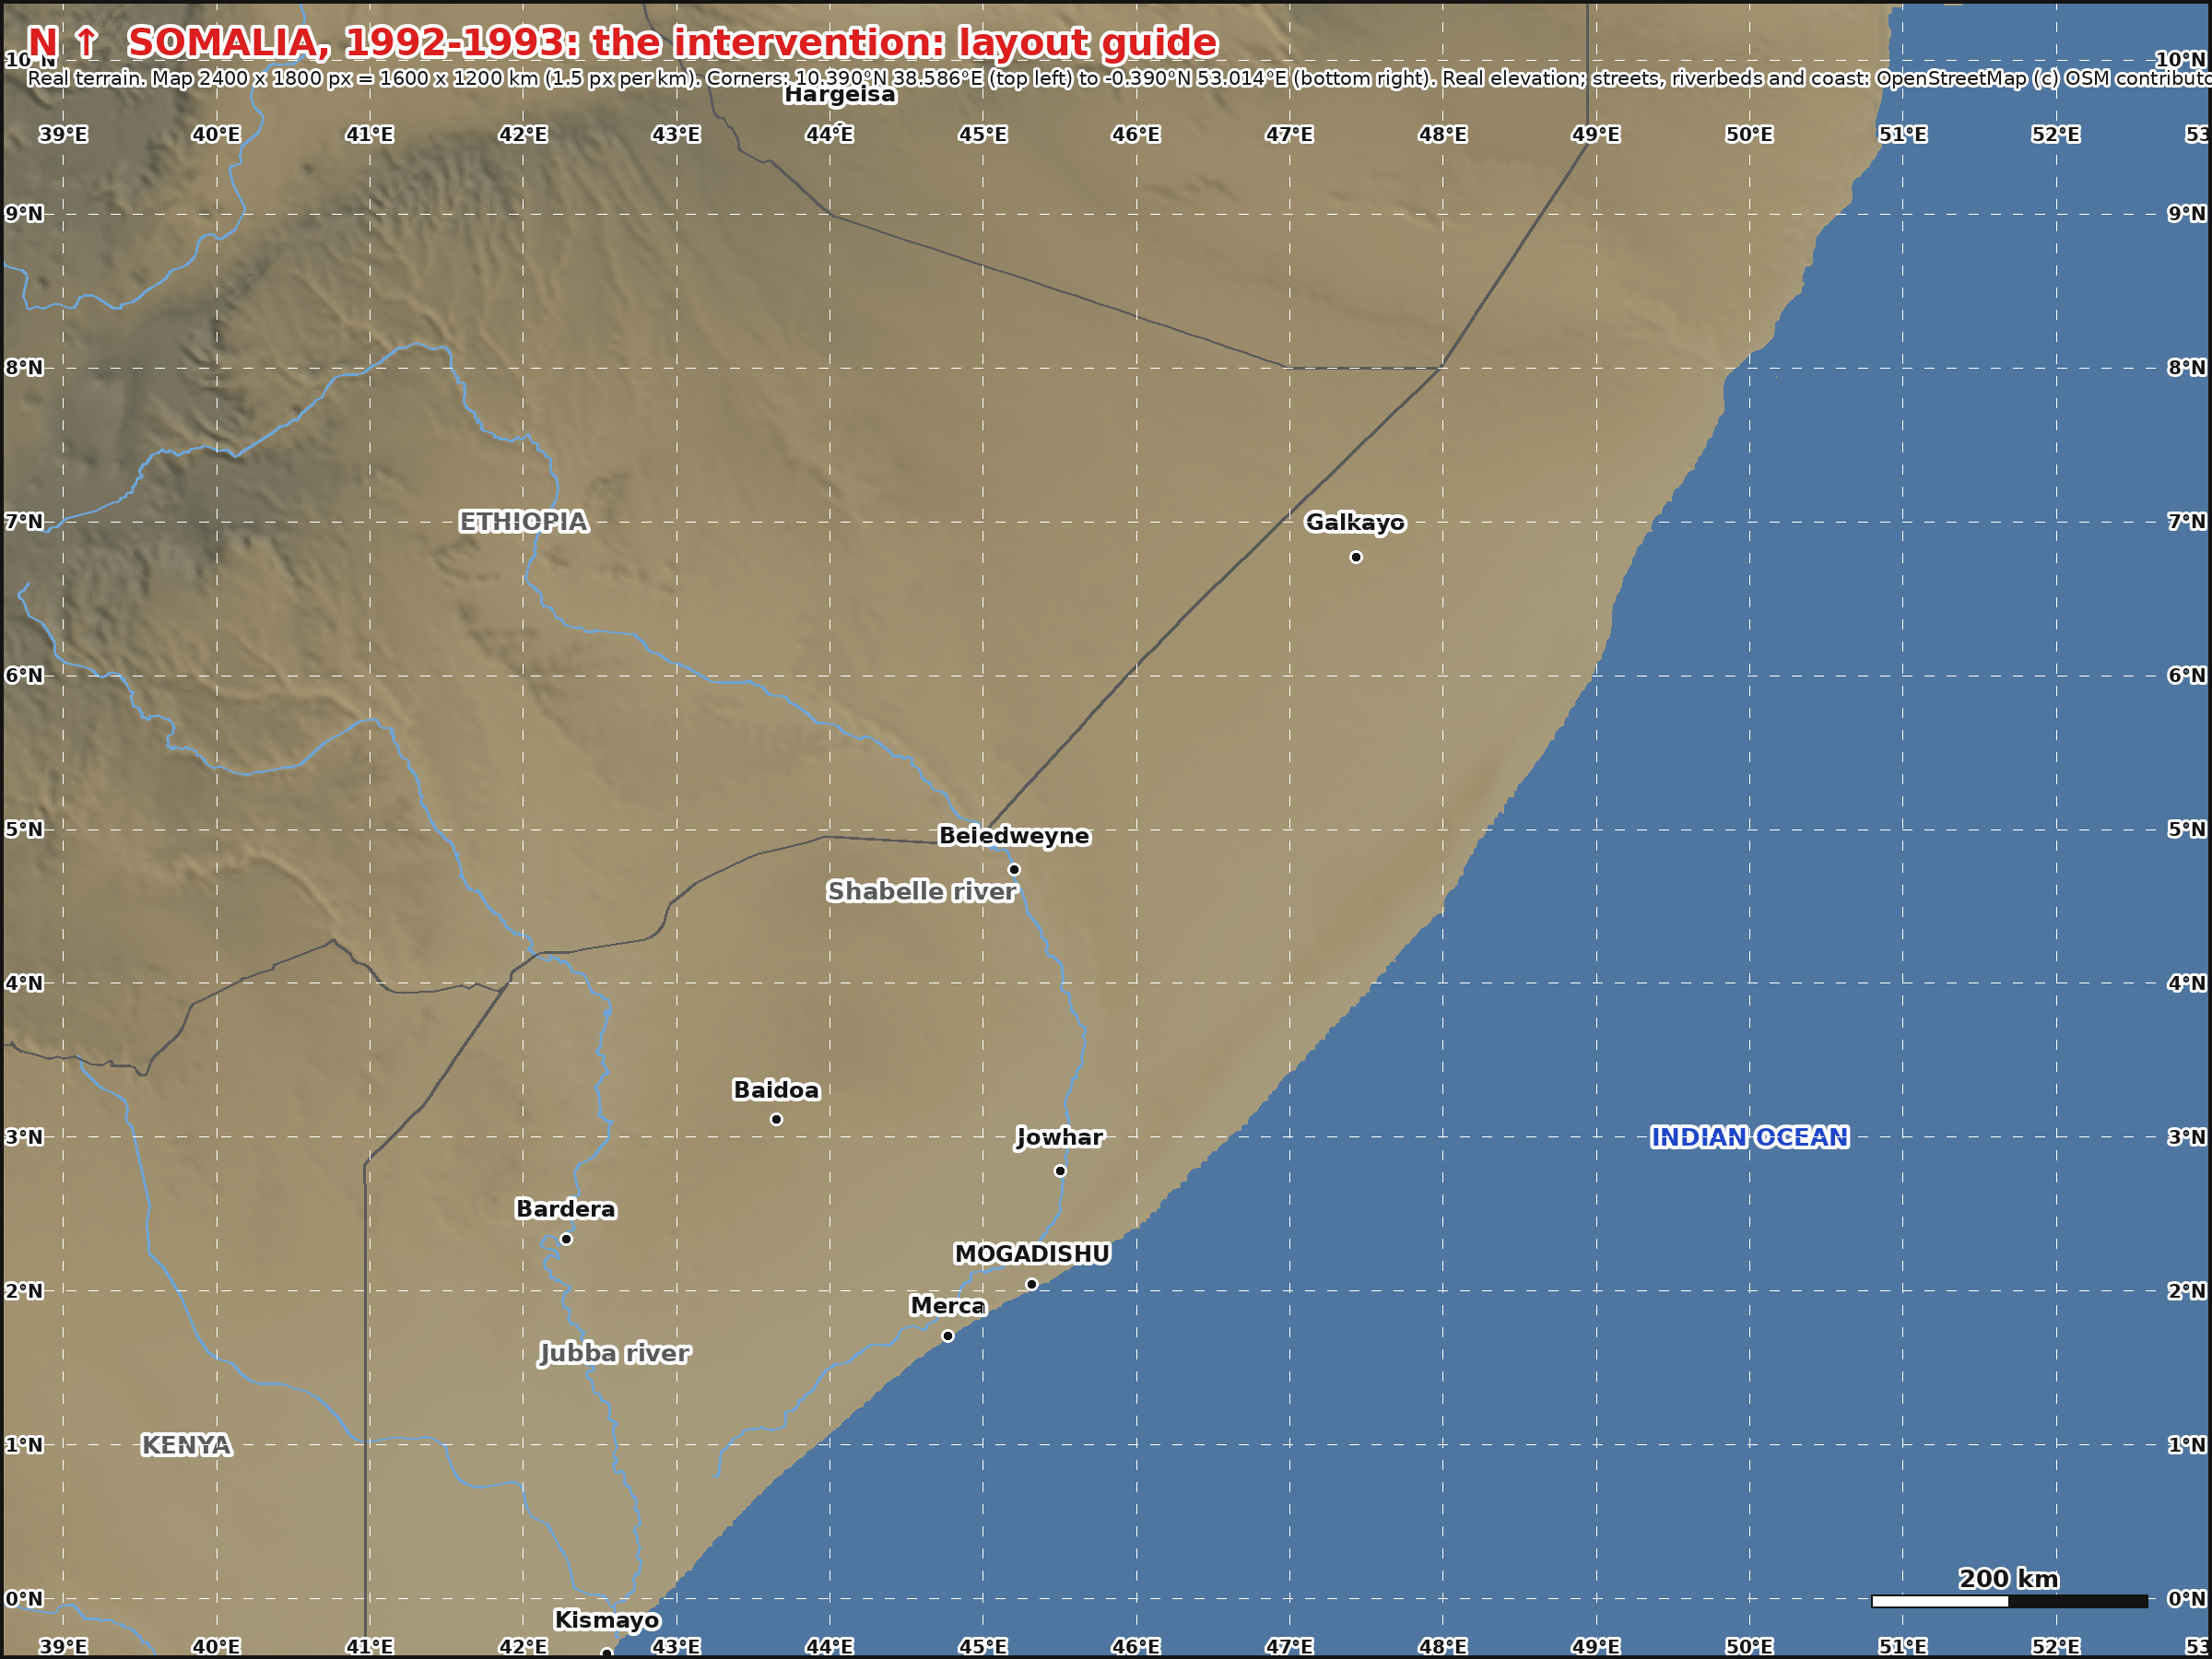 N ↑ SOMALIA, 1992-1993: the intervention: layout guide
10°N 10°N
Real terrain. Map 2400 x 1800 px = 1600 x 1200 km (1.5 px per km). Corners: 10.390°N 38.586°E (top left) to -0.390°N 53.014°E (bottom right). Real elevation; streets, riverbeds and coast: OpenStreetMap (c) OSM contributo
Hargeisa
39°E 40°E 41°E 42°E 43°E 44°E 45°E 46°E 47°E 48°E 49°E 50°E 51°E 52°E 53
9°N 9°N
8°N 8°N
7°N ETHIOPIA Galkayo 7°N
6°N 6°N
5°N 5°N
Beledweyne
Shabelle river
4°N 4°N
Baidoa
3°N Jowhar INDIAN OCEAN 3°N
Bardera
MOGADISHU
2°N 2°N
Merca
Jubba river
1°N KENYA 1°N
200 km
0°N 0°N
Kismayo
39°E 40°E 41°E 42°E 43°E 44°E 45°E 46°E 47°E 48°E 49°E 50°E 51°E 52°E 53